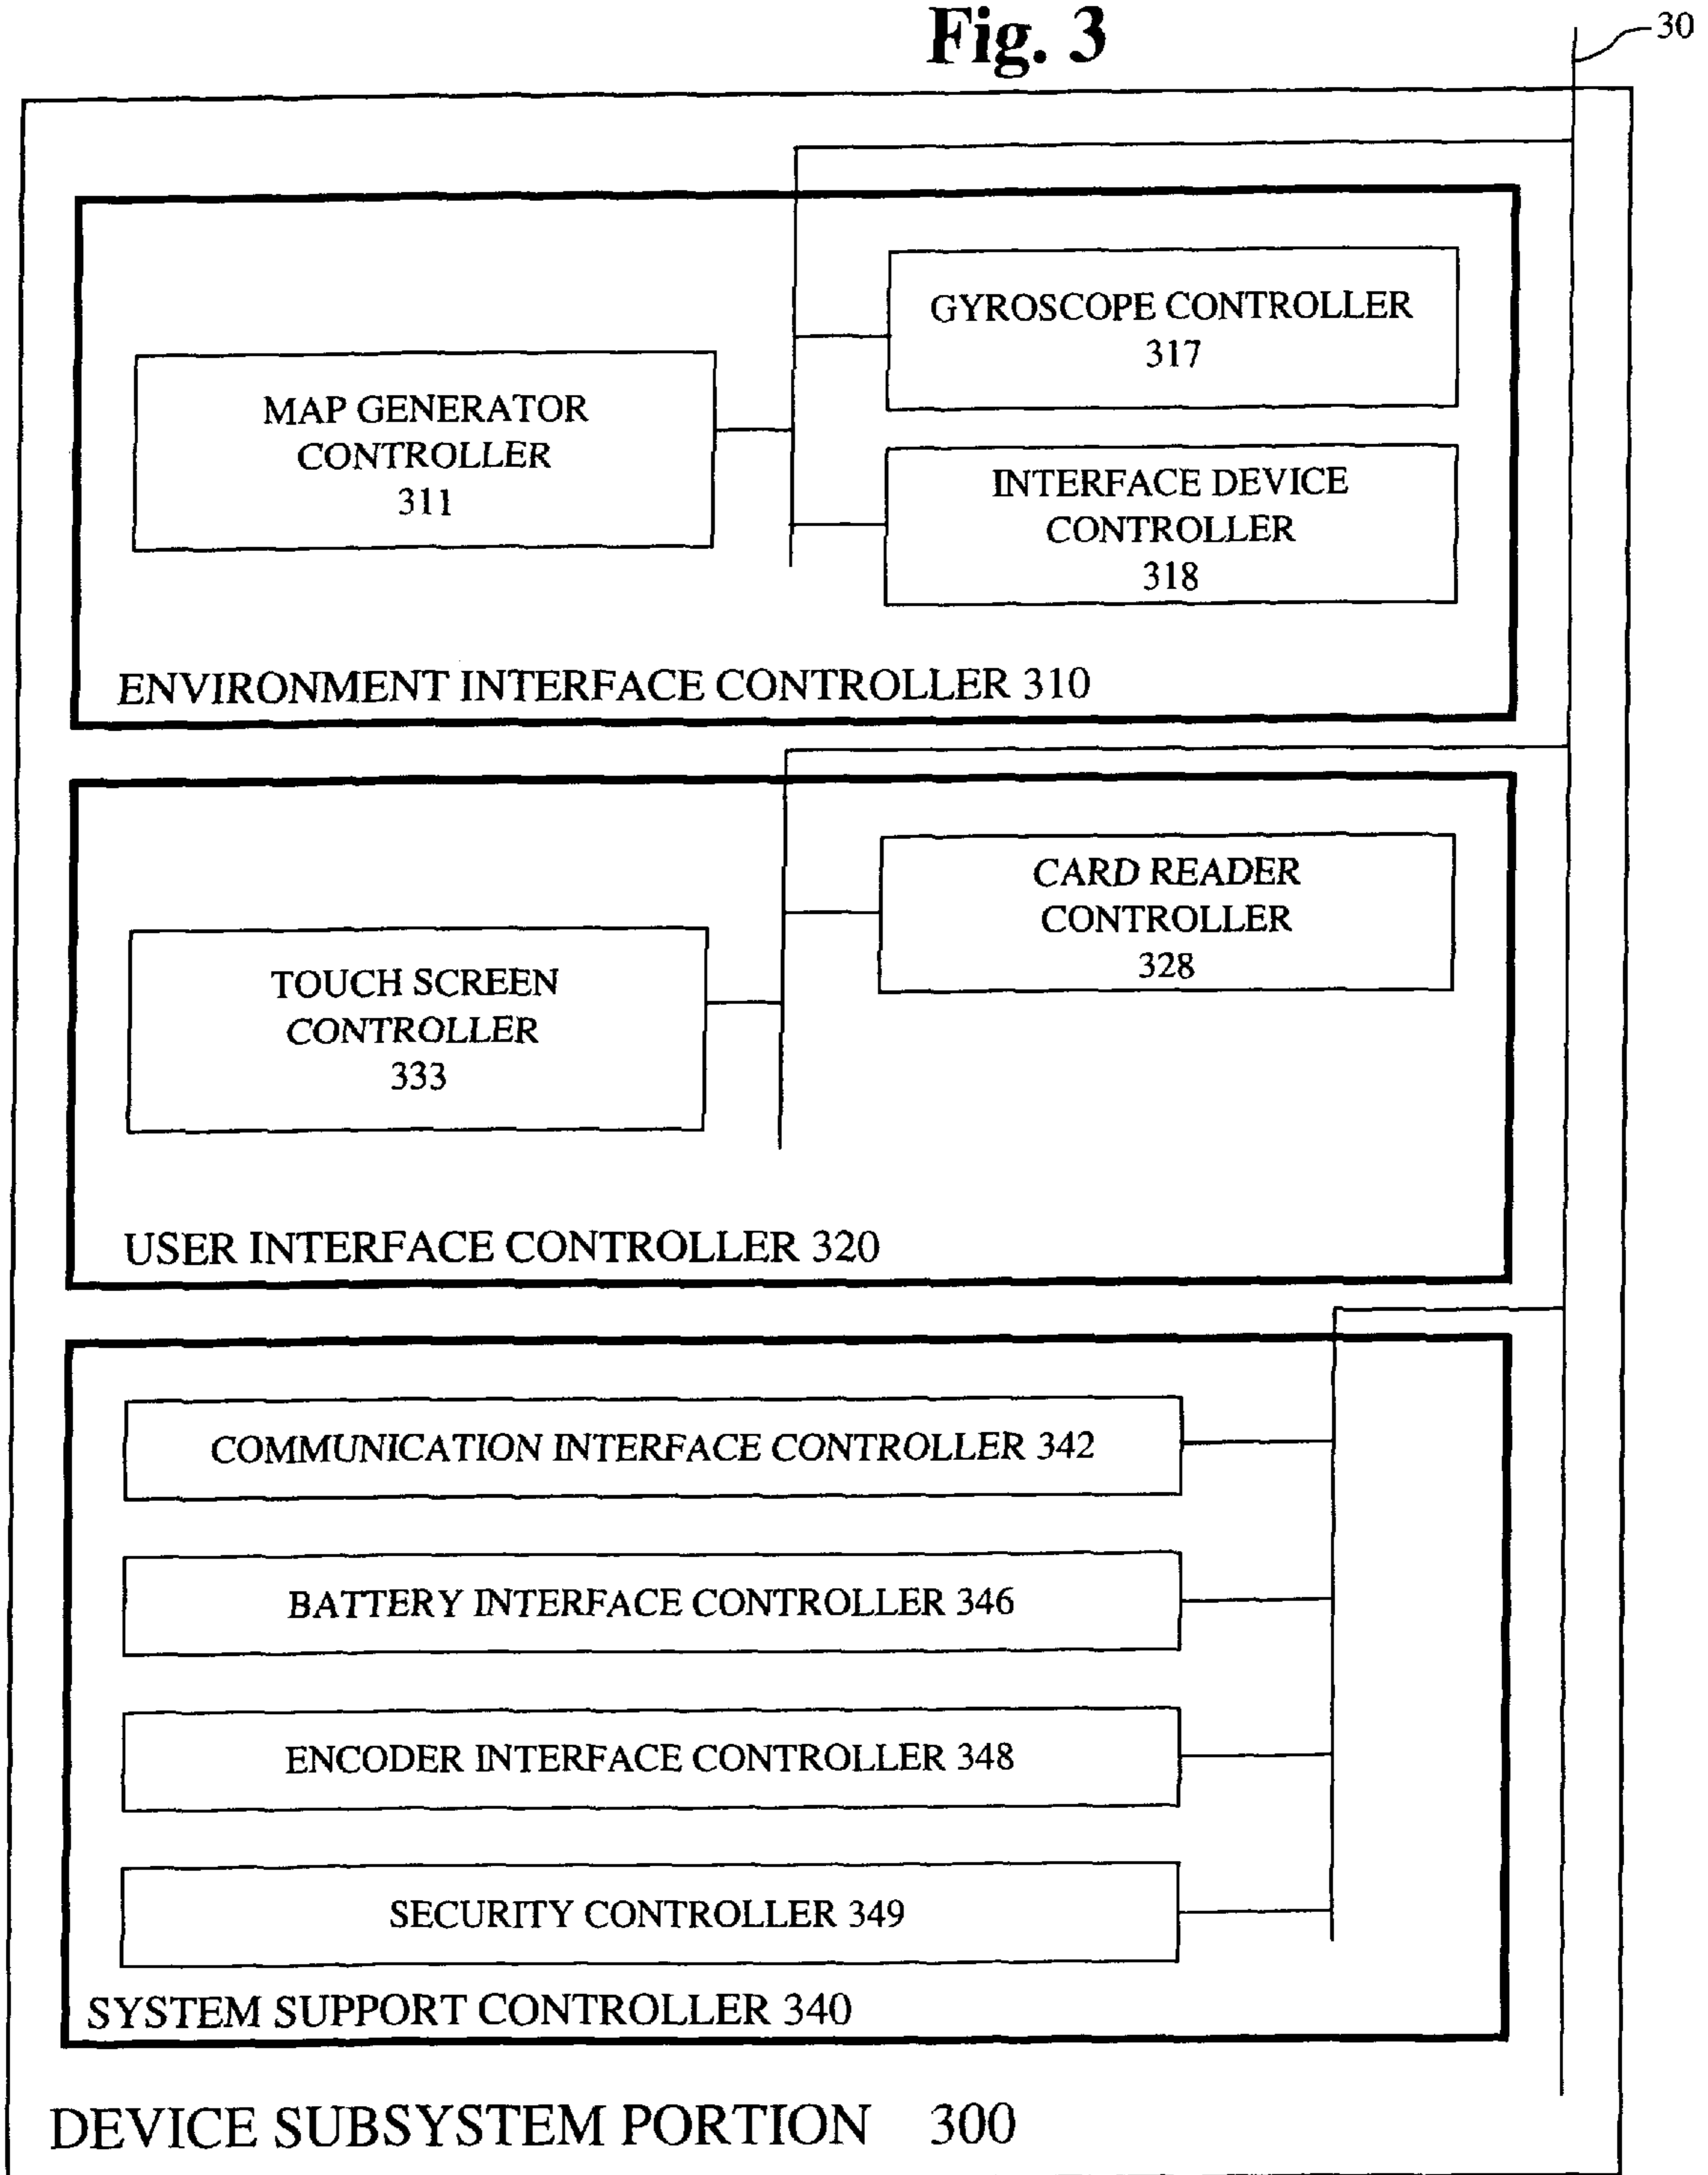 Fig. 3
30
GYROSCOPE CONTROLLER
317
MAP GENERATOR
CONTROLLER
311
INTERFACE DEVICE
CONTROLLER
318
ENVIRONMENT INTERFACE CONTROLLER 310
CARD READER
CONTROLLER
328
TOUCH SCREEN
CONTROLLER
333
USER INTERFACE CONTROLLER 320
COMMUNICATION INTERFACE CONTROLLER 342
BATTERY INTERFACE CONTROLLER 346
ENCODER INTERFACE CONTROLLER 348
SECURITY CONTROLLER 349
SYSTEM SUPPORT CONTROLLER 340
DEVICE SUBSYSTEM PORTION 300